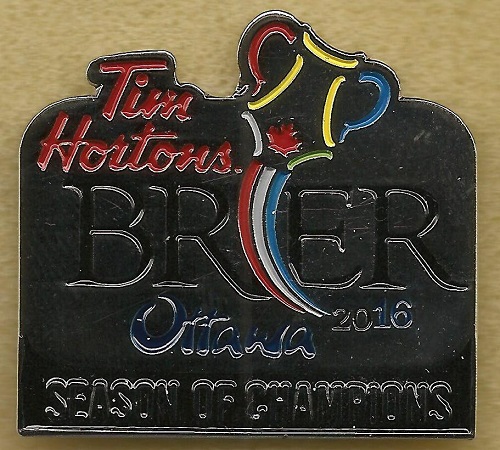 Tim
Hortons
BRIER
Ottawa 2016
SEASON OF CHAMPIONS